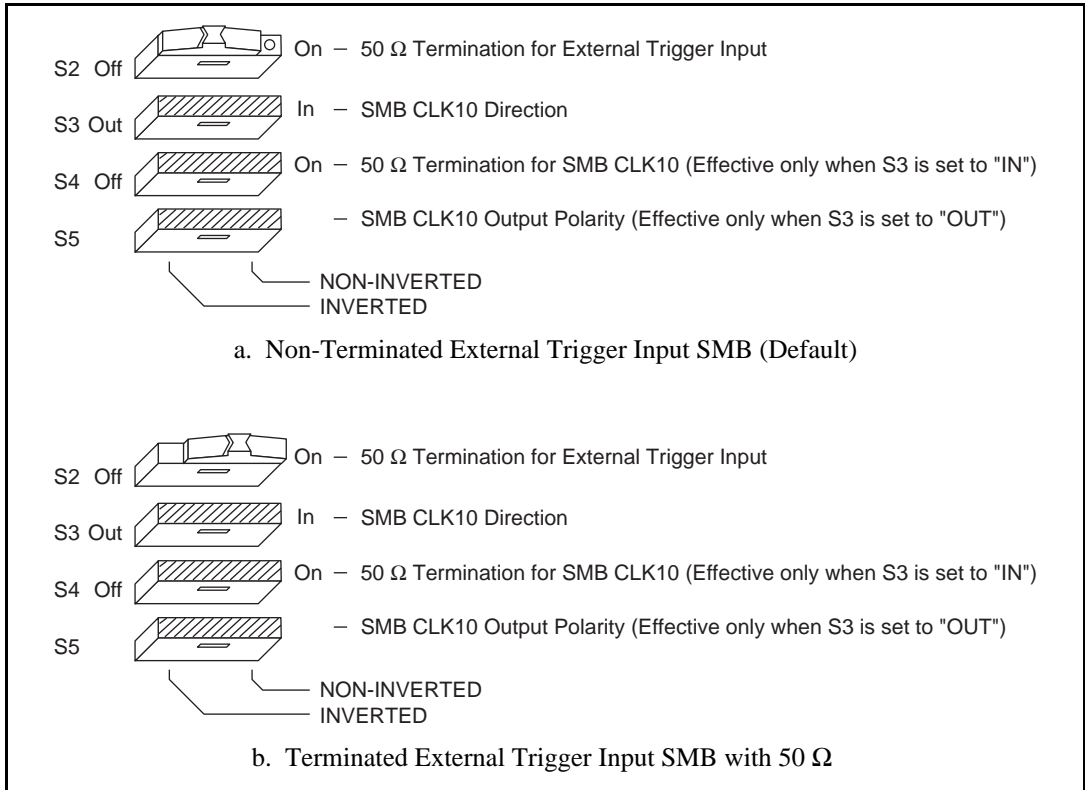 S2 Off On – 50 Ω Termination for External Trigger Input
S3 Out In – SMB CLK10 Direction
S4 Off On – 50 Ω Termination for SMB CLK10 (Effective only when S3 is set to "IN")
S5 – SMB CLK10 Output Polarity (Effective only when S3 is set to "OUT")
NON-INVERTED
INVERTED
a. Non-Terminated External Trigger Input SMB (Default)
S2 Off On – 50 Ω Termination for External Trigger Input
S3 Out In – SMB CLK10 Direction
S4 Off On – 50 Ω Termination for SMB CLK10 (Effective only when S3 is set to "IN")
S5 – SMB CLK10 Output Polarity (Effective only when S3 is set to "OUT")
NON-INVERTED
INVERTED
b. Terminated External Trigger Input SMB with 50 Ω